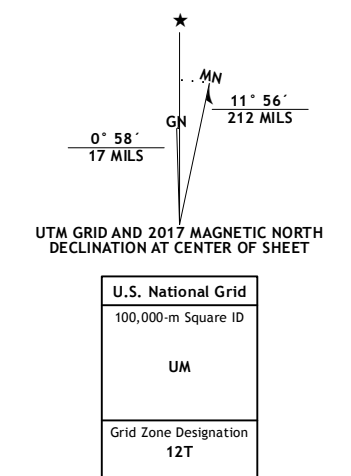 ★
MN
GN
11° 56´
212 MILS
0° 58´
17 MILS
UTM GRID AND 2017 MAGNETIC NORTH
DECLINATION AT CENTER OF SHEET
U.S. National Grid
100,000-m Square ID
UM
Grid Zone Designation
12T